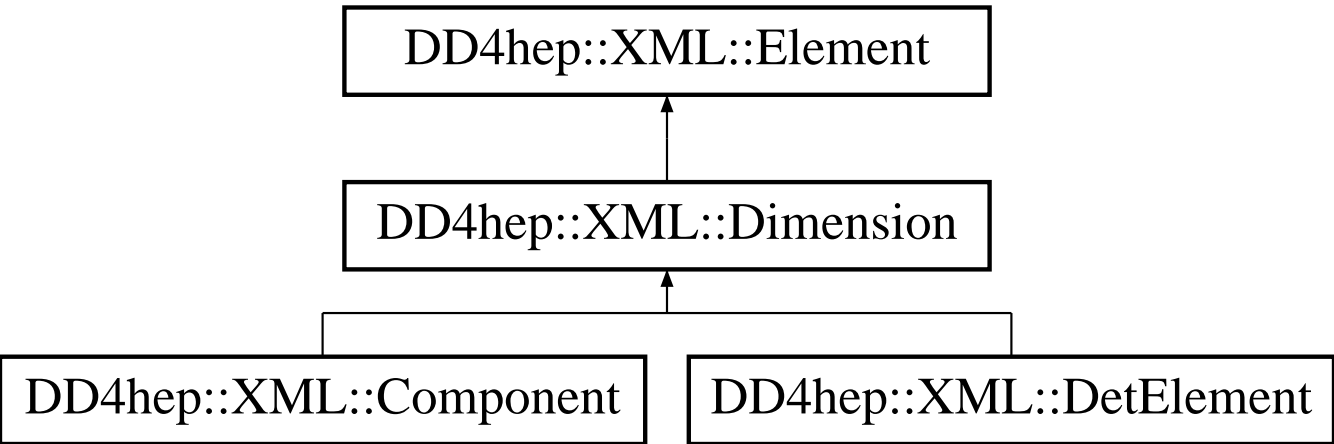 DD4hep::XML::Element
DD4hep::XML::Dimension
DD4hep::XML::Component
DD4hep::XML::DetElement